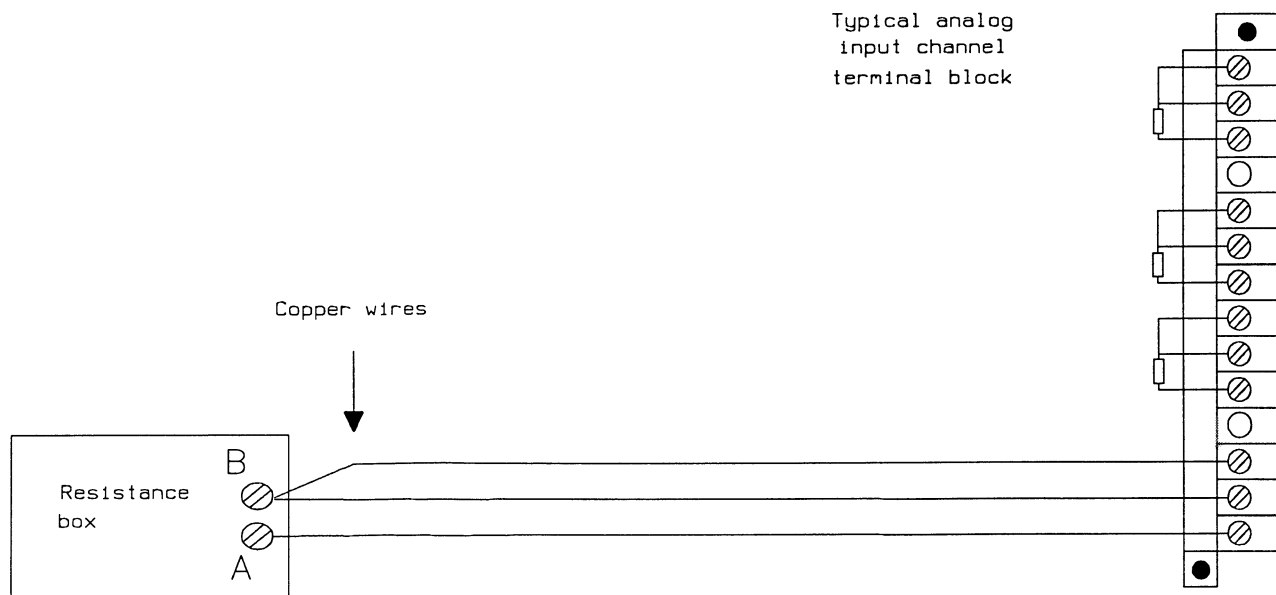 Typical analog
input channel
terminal block
Copper wires
B
Resistance
box
A